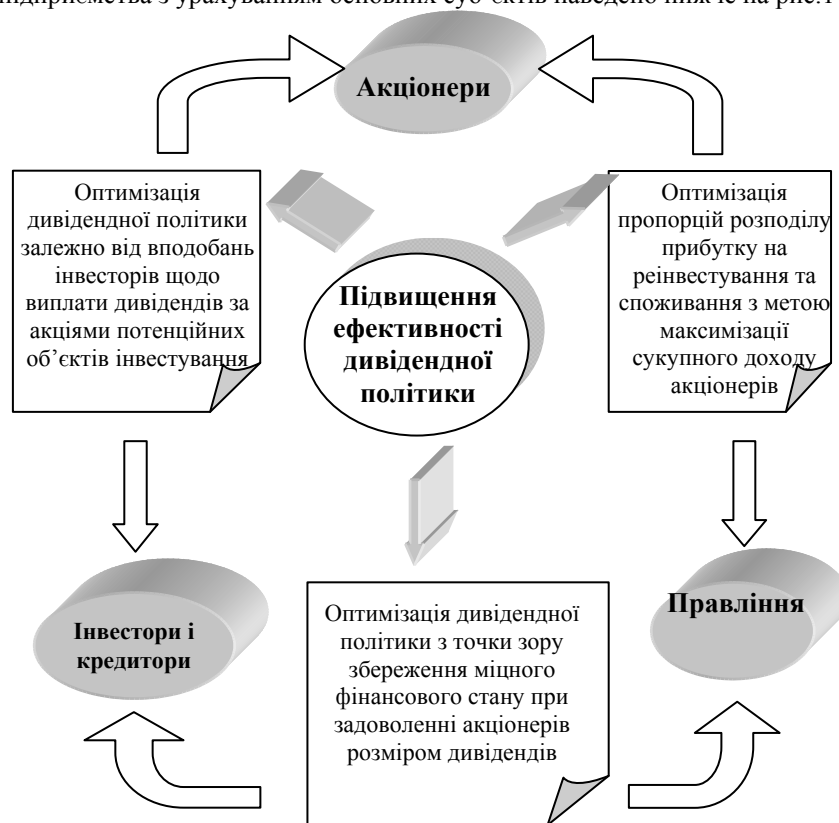 підприємства з урахуванням основних суб'єктів наведено нижче на рис.1
Акціонери
Оптимізація
дивідендної політики
залежно від вподобань
інвесторів щодо
виплати дивідендів за
акціями потенційних
об’єктів інвестування
Оптимізація
пропорцій розподілу
прибутку на
реінвестування та
споживання з метою
максимізації
сукупного доходу
акціонерів
Підвищення
ефективності
дивідендної
політики
Інвестори і
кредитори
Оптимізація дивідендної
політики з точки зору
збереження міцного
фінансового стану при
задоволенні акціонерів
розміром дивідендів
Правління